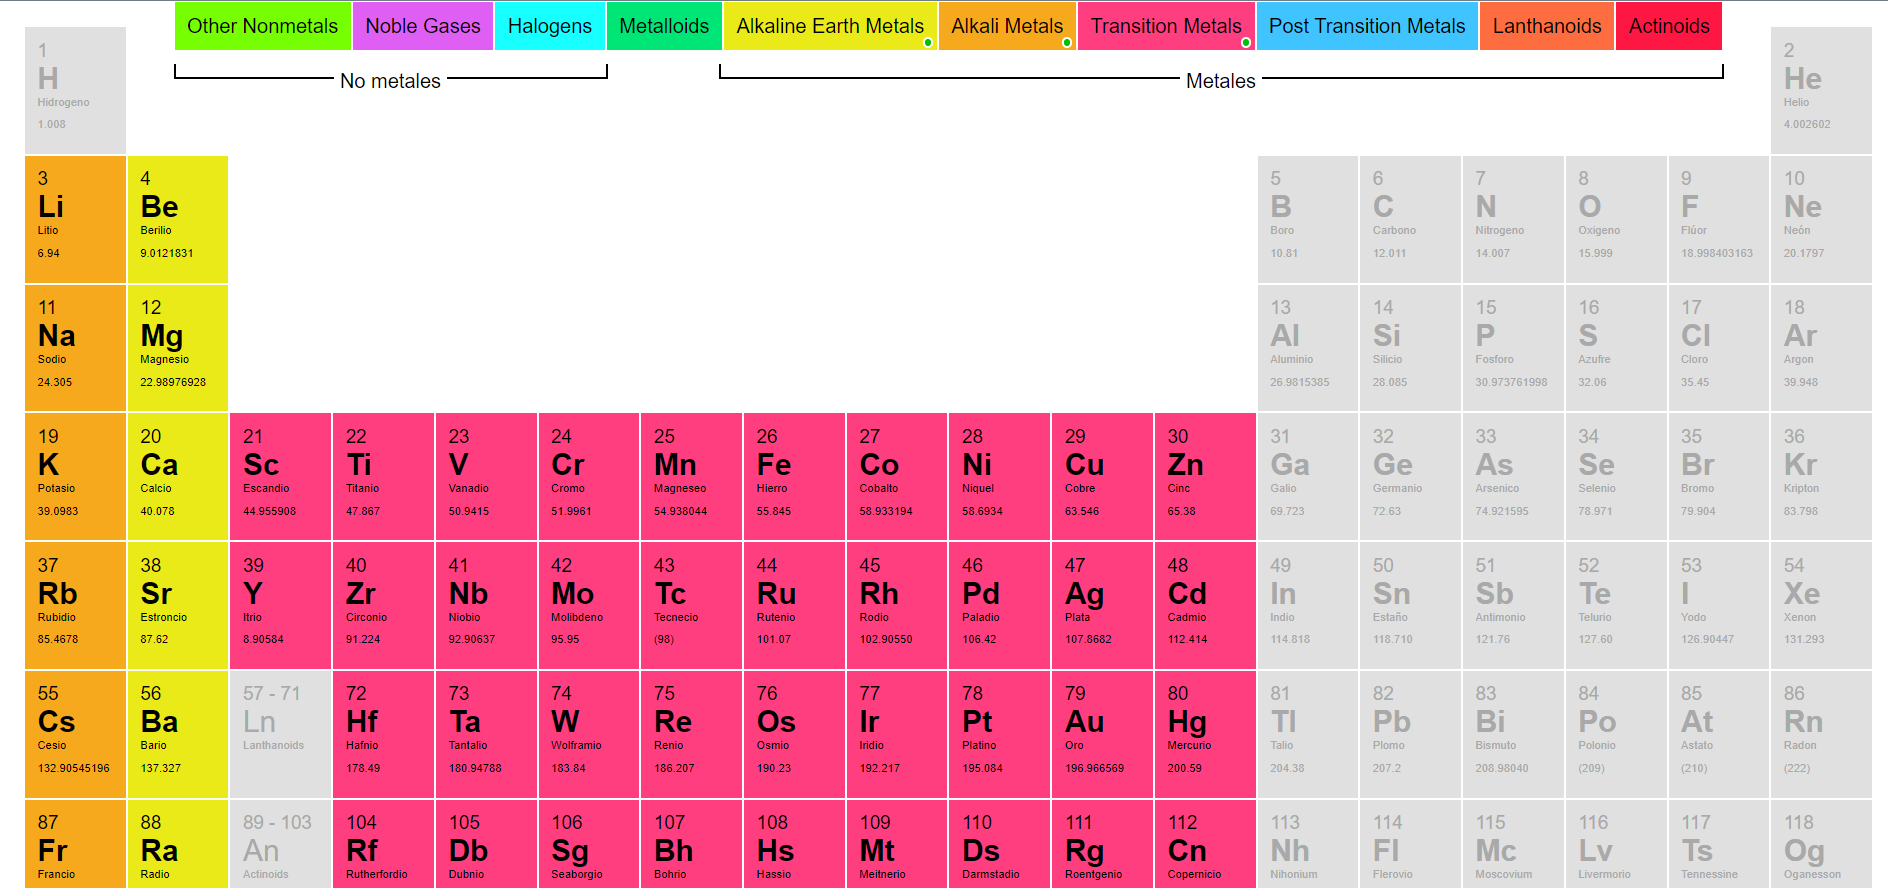 Other Nonmetals Noble Gases Halogens Metalloids Alkaline Earth Metals Alkali Metals Transition Metals Post Transition Metals Lanthanoids Actinoids
No metales Metales
1 2
H He
Hidrogeno Helio
1.008 4.002602
3 4 5 6 7 8 9 10
Li Be B C N O F Ne
Litio Berilio Boro Carbono Nitrogeno Oxigeno Flúor Neón
6.94 9.0121831 10.81 12.011 14.007 15.999 18.998403163 20.1797
11 12 13 14 15 16 17 18
Na Mg Al Si P S Cl Ar
Sodio Magnesio Aluminio Silicio Fosforo Azufre Cloro Argon
24.305 22.98976928 26.9815385 28.085 30.973761998 32.06 35.45 39.948
19 20 21 22 23 24 25 26 27 28 29 30 31 32 33 34 35 36
K Ca Sc Ti V Cr Mn Fe Co Ni Cu Zn Ga Ge As Se Br Kr
Potasio Calcio Escandio Titanio Vanadio Cromo Magneseo Hierro Cobalto Niquel Cobre Cinc Galio Germanio Arsenico Selenio Bromo Kripton
39.0983 40.078 44.955908 47.867 50.9415 51.9961 54.938044 55.845 58.933194 58.6934 63.546 65.38 69.723 72.63 74.921595 78.971 79.904 83.798
37 38 39 40 41 42 43 44 45 46 47 48 49 50 51 52 53 54
Rb Sr Y Zr Nb Mo Tc Ru Rh Pd Ag Cd In Sn Sb Te I Xe
Rubidio Estroncio Itrio Circonio Niobio Molibdeno Tecnecio Rutenio Rodio Paladio Plata Cadmio Indio Estaño Antimonio Telurio Yodo Xenon
85.4678 87.62 8.90584 91.224 92.90637 95.95 (98) 101.07 102.90550 106.42 107.8682 112.414 114.818 118.710 121.76 127.60 126.90447 131.293
55 56 57 - 71 72 73 74 75 76 77 78 79 80 81 82 83 84 85 86
Cs Ba Ln Hf Ta W Re Os Ir Pt Au Hg Tl Pb Bi Po At Rn
Cesio Bario Lanthanoids Hafnio Tantalio Wolframio Renio Osmio Iridio Platino Oro Mercurio Talio Plomo Bismuto Polonio Astato Radon
132.90545196 137.327 178.49 180.94788 183.84 186.207 190.23 192.217 195.084 196.966569 200.59 204.38 207.2 208.98040 (209) (210) (222)
87 88 89 - 103 104 105 106 107 108 109 110 111 112 113 114 115 116 117 118
Fr Ra An Rf Db Sg Bh Hs Mt Ds Rg Cn Nh Fl Mc Lv Ts Og
Francio Radio Actinoids Rutherfordio Dubnio Seaborgio Bohrio Hassio Meitnerio Darmstadio Roentgenio Copernicio Nihonium Flerovio Moscovium Livermorio Tennessine Oganesson